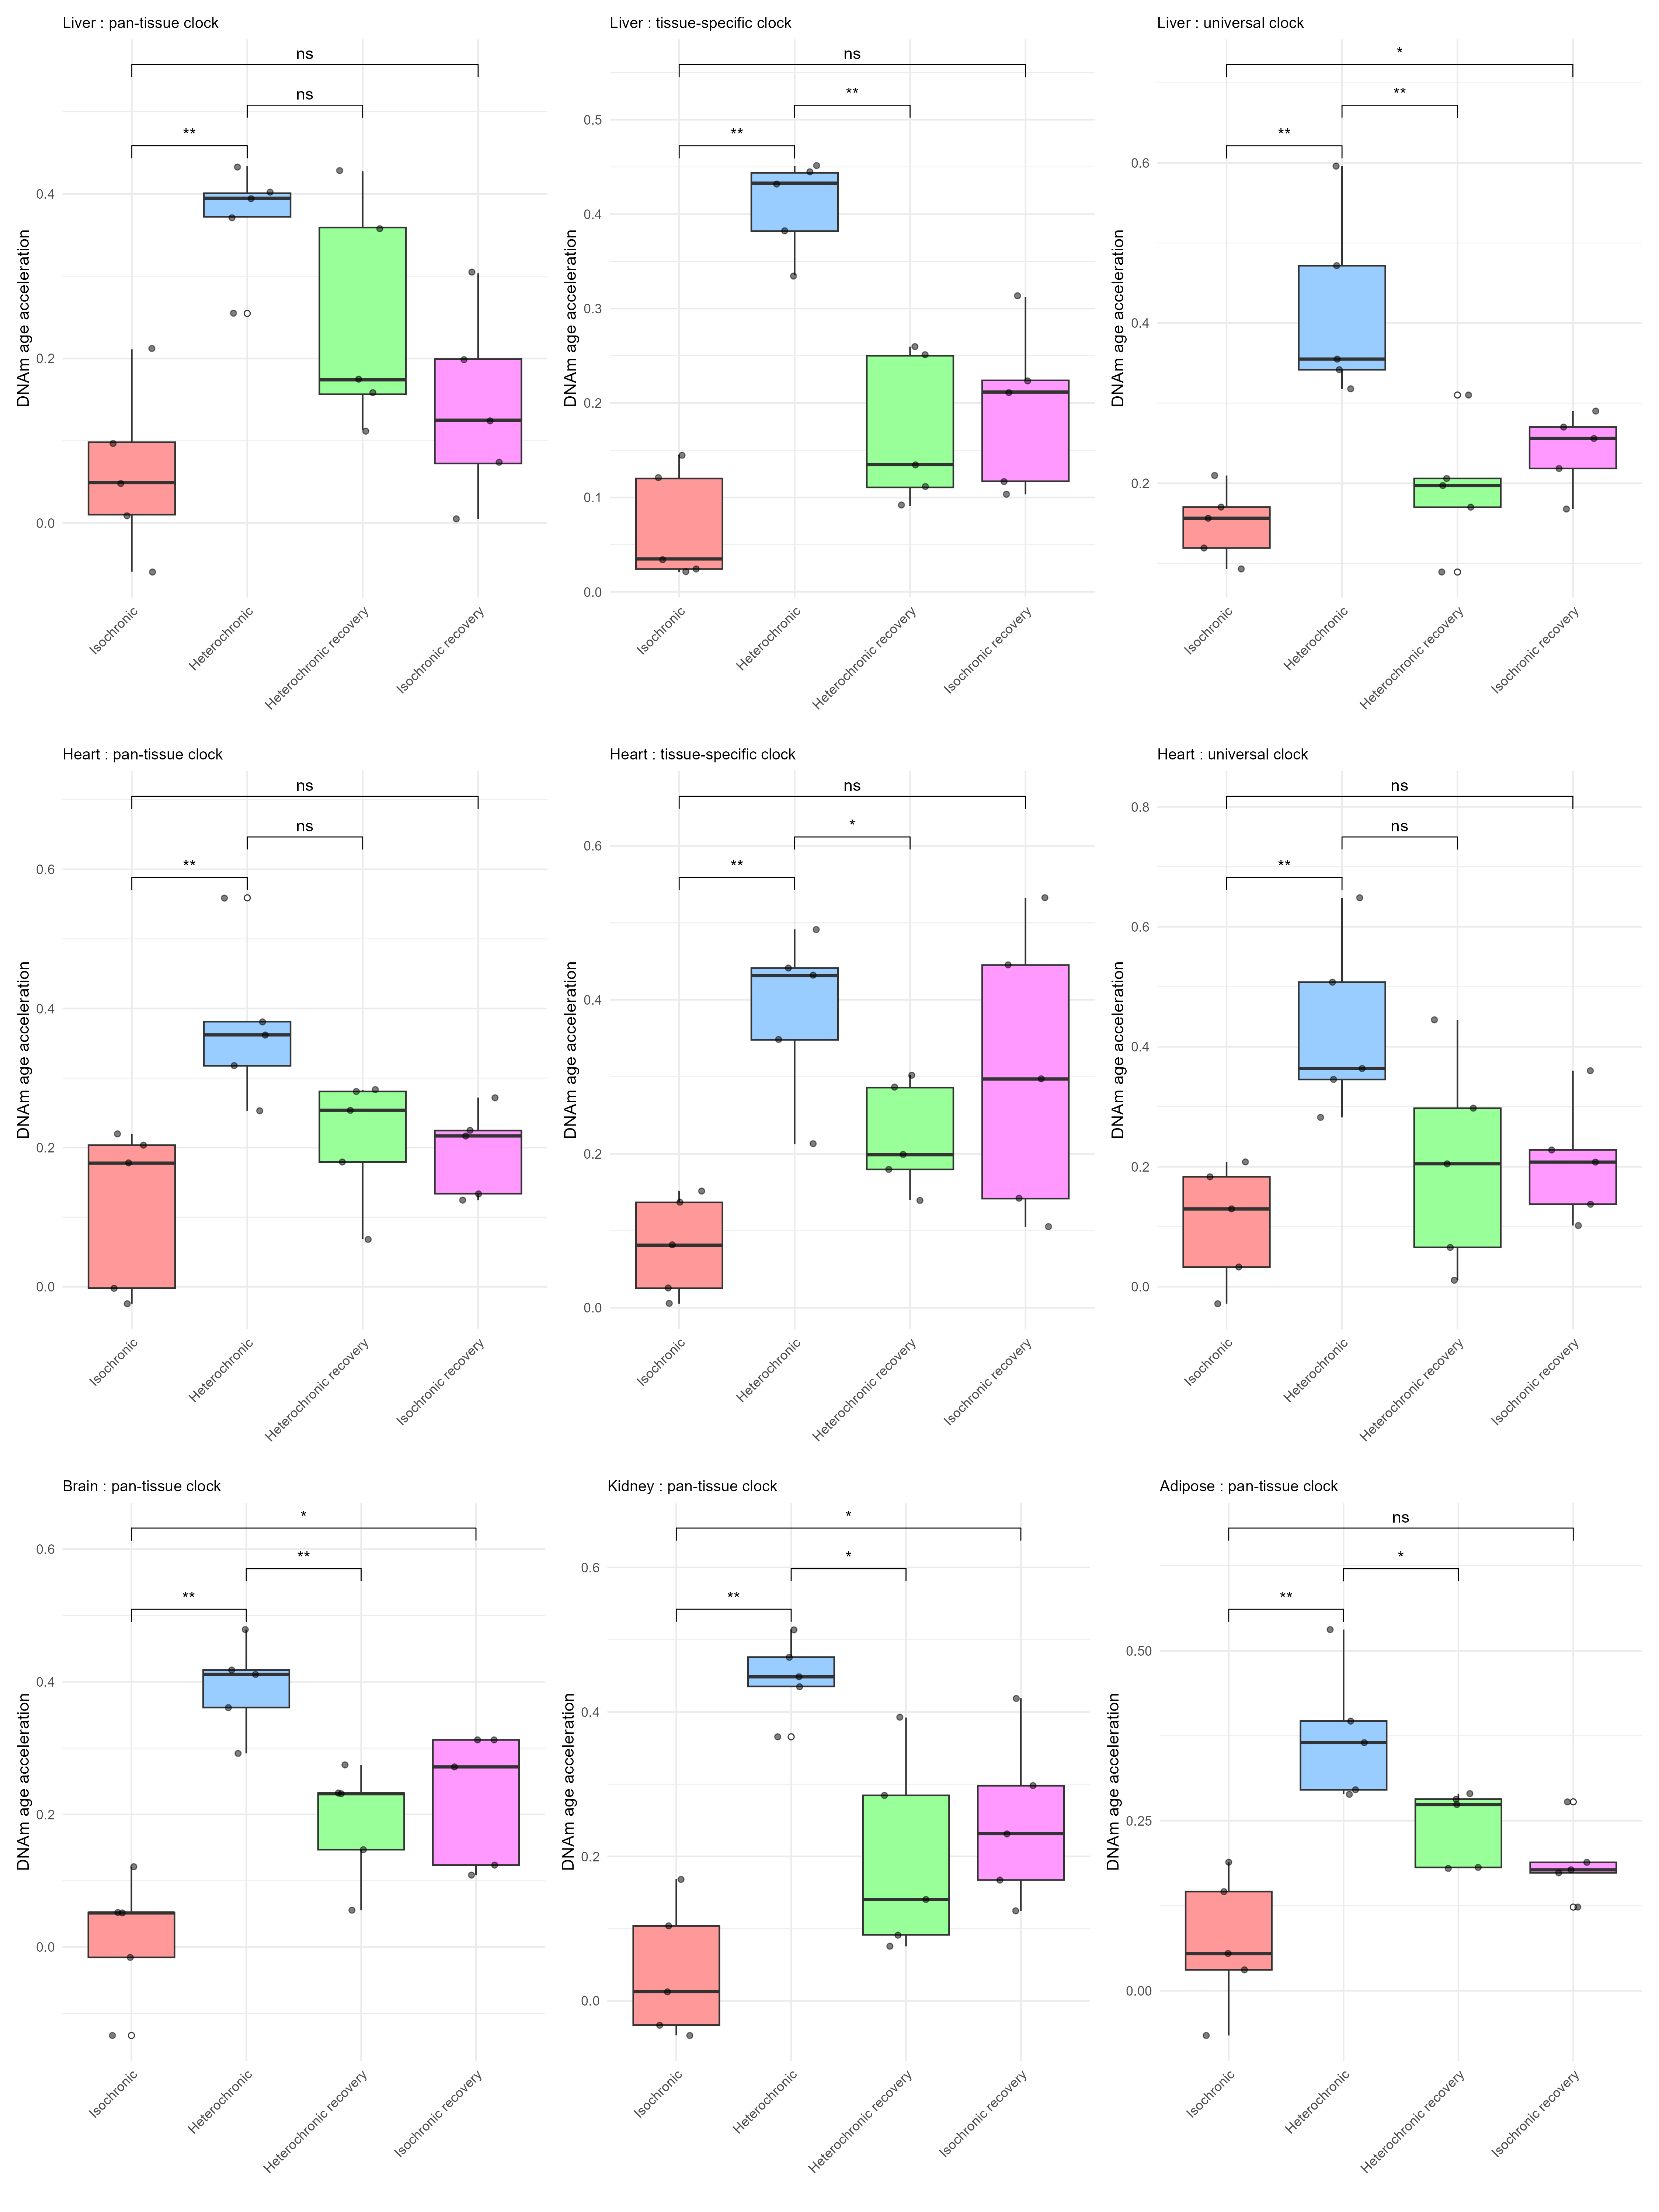 Liver : pan-tissue clock
DNAm age acceleration
0.4
0.2
0.0
ns
ns
**
Isochronic
Heterochronic
Heterochronic recovery
Isochronic recovery
Liver : tissue-specific clock
DNAm age acceleration
0.5
0.4
0.3
0.2
0.1
0.0
ns
**
**
Isochronic
Heterochronic
Heterochronic recovery
Isochronic recovery
Liver : universal clock
DNAm age acceleration
0.6
0.4
0.2
*
**
**
Isochronic
Heterochronic
Heterochronic recovery
Isochronic recovery
Heart : pan-tissue clock
DNAm age acceleration
0.6
0.4
0.2
0.0
ns
ns
**
Isochronic
Heterochronic
Heterochronic recovery
Isochronic recovery
Heart : tissue-specific clock
DNAm age acceleration
0.6
0.4
0.2
0.0
ns
*
**
Isochronic
Heterochronic
Heterochronic recovery
Isochronic recovery
Heart : universal clock
DNAm age acceleration
0.8
0.6
0.4
0.2
0.0
ns
ns
**
Isochronic
Heterochronic
Heterochronic recovery
Isochronic recovery
Brain : pan-tissue clock
DNAm age acceleration
0.6
0.4
0.2
0.0
*
**
**
Isochronic
Heterochronic
Heterochronic recovery
Isochronic recovery
Kidney : pan-tissue clock
DNAm age acceleration
0.6
0.4
0.2
0.0
*
*
**
Isochronic
Heterochronic
Heterochronic recovery
Isochronic recovery
Adipose : pan-tissue clock
DNAm age acceleration
0.50
0.25
0.00
ns
*
**
Isochronic
Heterochronic
Heterochronic recovery
Isochronic recovery